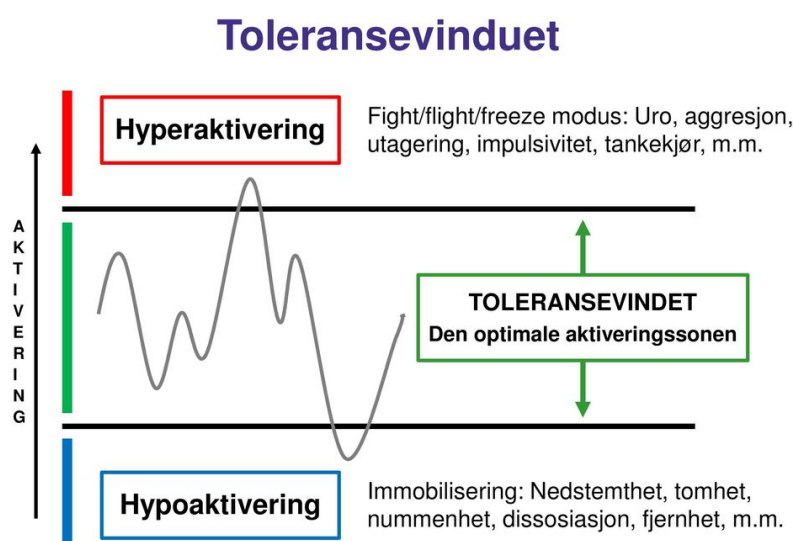 Toleransevinduet
Hyperaktivering
Fight/flight/freeze modus: Uro, aggresjon,
utagering, impulsivitet, tankekjør, m.m.
AKTIVERING
TOLERANSEVINDET
Den optimale aktiveringssonen
Hypoaktivering
Immobilisering: Nedstemthet, tomhet,
nummenhet, dissosiasjon, fjernhet, m.m.